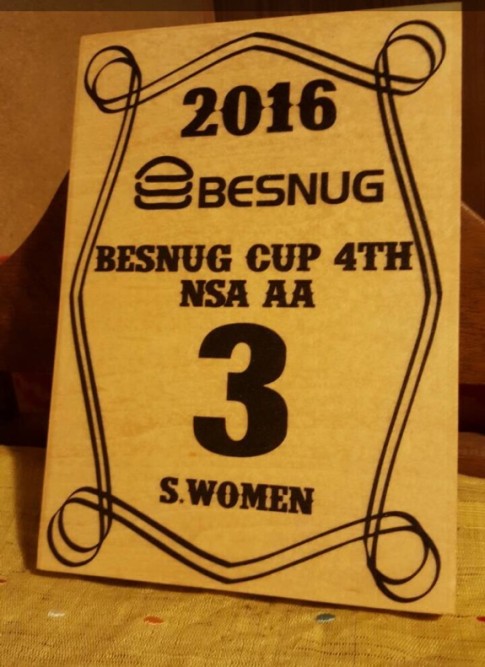 2016
BESNUG
BESNUG CUP 4TH
NSA AA
3
S.WOMEN